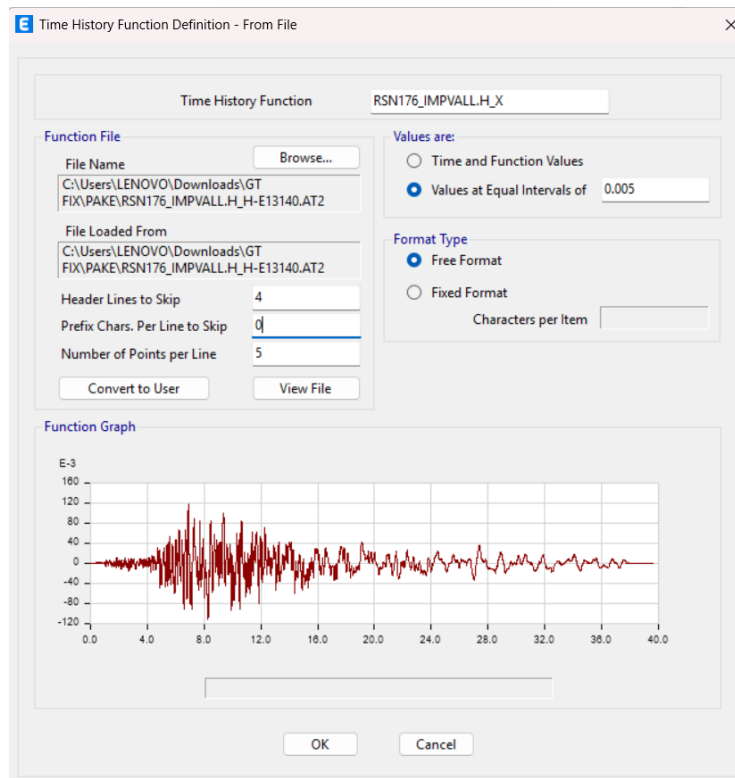 E Time History Function Definition - From File
Time History Function RSN176_IMPVALL.H_X
Function File
File Name Browse...
C:\Users\LENOVO\Downloads\GT
FIX\PAKE\RSN176_IMPVALL.H_H-E13140.AT2
File Loaded From
C:\Users\LENOVO\Downloads\GT
FIX\PAKE\RSN176_IMPVALL.H_H-E13140.AT2
Header Lines to Skip 4
Prefix Chars. Per Line to Skip 0
Number of Points per Line 5
Convert to User View File
Values are:
Time and Function Values
Values at Equal Intervals of 0.005
Format Type
Free Format
Fixed Format
Characters per Item
Function Graph
E-3
160
120
80
40
0
-40
-80
-120
0.0 4.0 8.0 12.0 16.0 20.0 24.0 28.0 32.0 36.0 40.0
OK Cancel